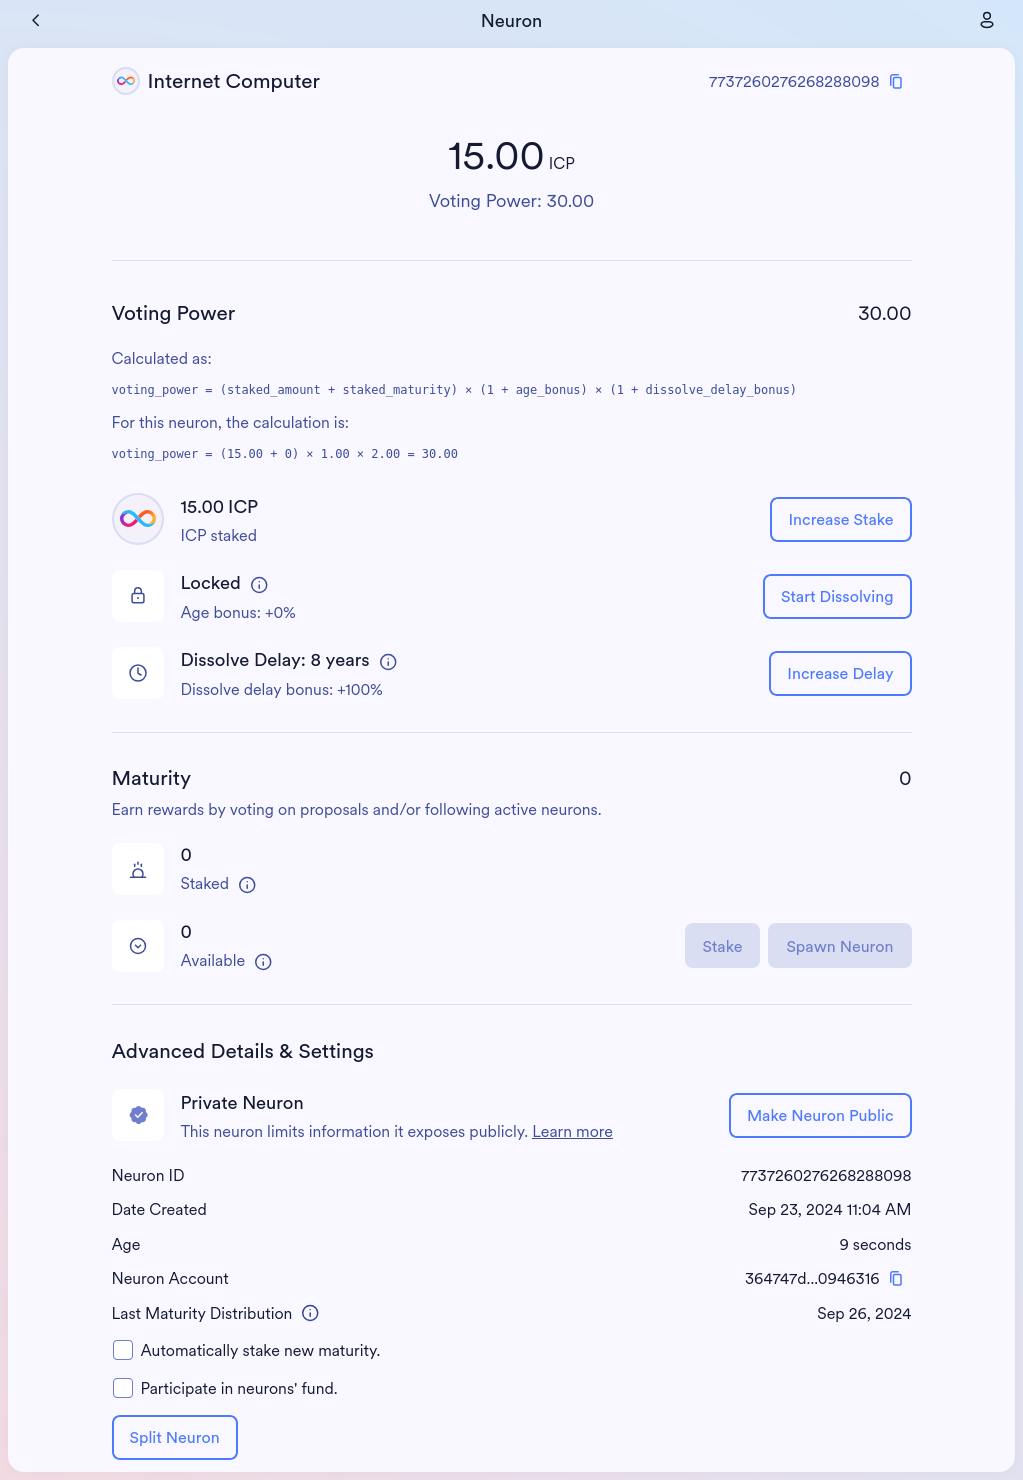 Neuron
Internet Computer
7737260276268288098
15.00 ICP
Voting Power: 30.00
Voting Power
30.00
Calculated as:
voting_power = (staked_amount + staked_maturity) × (1 + age_bonus) × (1 + dissolve_delay_bonus)
For this neuron, the calculation is:
voting_power = (15.00 + 0) × 1.00 × 2.00 = 30.00
15.00 ICP
ICP staked
Increase Stake
Locked
Age bonus: +0%
Start Dissolving
Dissolve Delay: 8 years
Dissolve delay bonus: +100%
Increase Delay
Maturity
0
Earn rewards by voting on proposals and/or following active neurons.
0
Staked
0
Available
Stake
Spawn Neuron
Advanced Details & Settings
Private Neuron
This neuron limits information it exposes publicly. Learn more
Make Neuron Public
Neuron ID
7737260276268288098
Date Created
Sep 23, 2024 11:04 AM
Age
9 seconds
Neuron Account
364747d...0946316
Last Maturity Distribution
Sep 26, 2024
Automatically stake new maturity.
Participate in neurons' fund.
Split Neuron